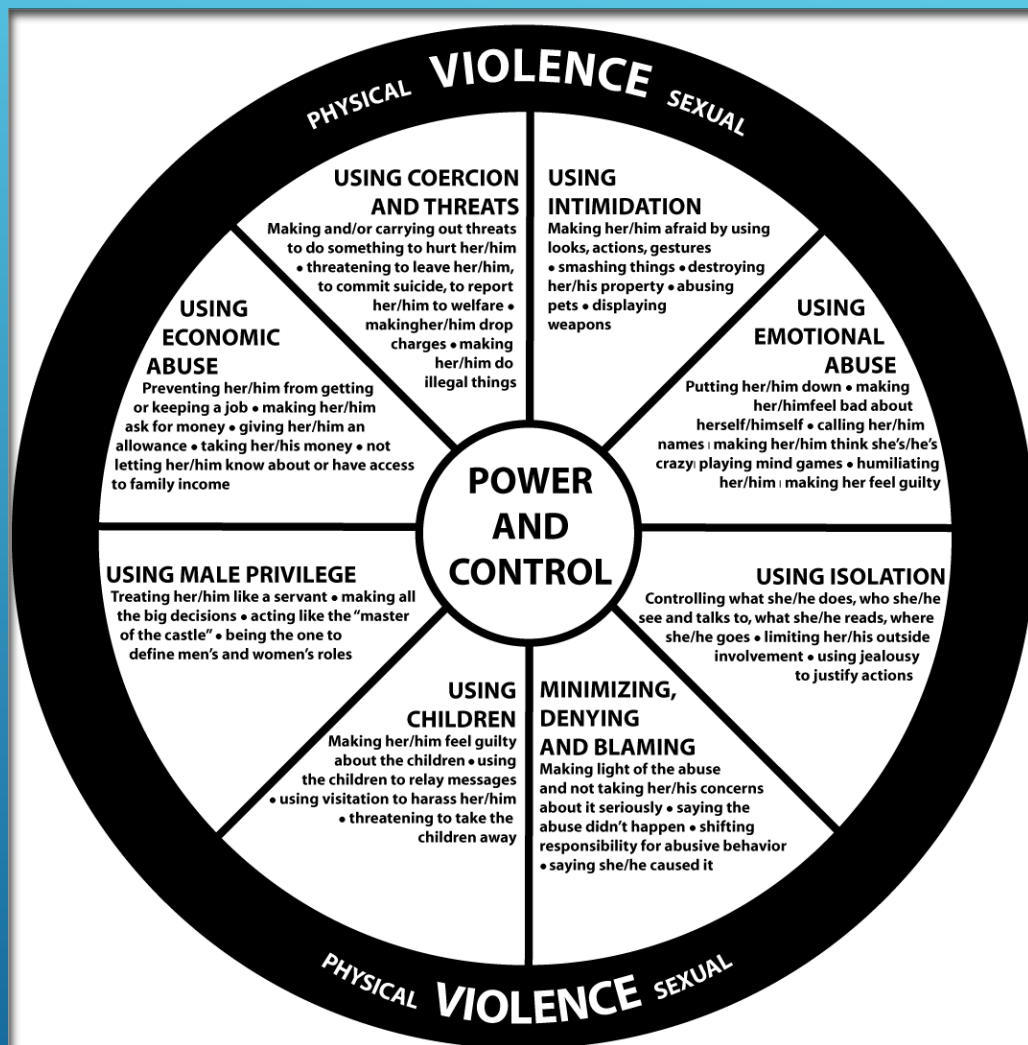 PHYSICAL VIOLENCE SEXUAL
USING COERCION
AND THREATS
Making and/or carrying out threats
to do something to hurt her/him
• threatening to leave her/him,
to commit suicide, to report
her/him to welfare •
makingher/him drop
charges • making
her/him do
illegal things
USING
INTIMIDATION
Making her/him afraid by using
looks, actions, gestures
• smashing things • destroying
her/his property • abusing
pets • displaying
weapons
USING
EMOTIONAL
ABUSE
Putting her/him down • making
her/himfeel bad about
herself/himself • calling her/him
names | making her/him think she's/he's
crazy| playing mind games • humiliating
her/him | making her feel guilty
USING ISOLATION
Controlling what she/he does, who she/he
see and talks to, what she/he reads, where
she/he goes • limiting her/his outside
involvement • using jealousy
to justify actions
MINIMIZING,
DENYING
AND BLAMING
Making light of the abuse
and not taking her/his concerns
about it seriously • saying the
abuse didn't happen • shifting
responsibility for abusive behavior
• saying she/he caused it
USING
CHILDREN
Making her/him feel guilty
about the children • using
the children to relay messages
• using visitation to harass her/him
• threatening to take the
children away
USING MALE PRIVILEGE
Treating her/him like a servant • making all
the big decisions • acting like the “master
of the castle” • being the one to
define men's and women's roles
USING
ECONOMIC
ABUSE
Preventing her/him from getting
or keeping a job • making her/him
ask for money • giving her/him an
allowance • taking her/his money • not
letting her/him know about or have access
to family income
POWER
AND
CONTROL
PHYSICAL VIOLENCE SEXUAL